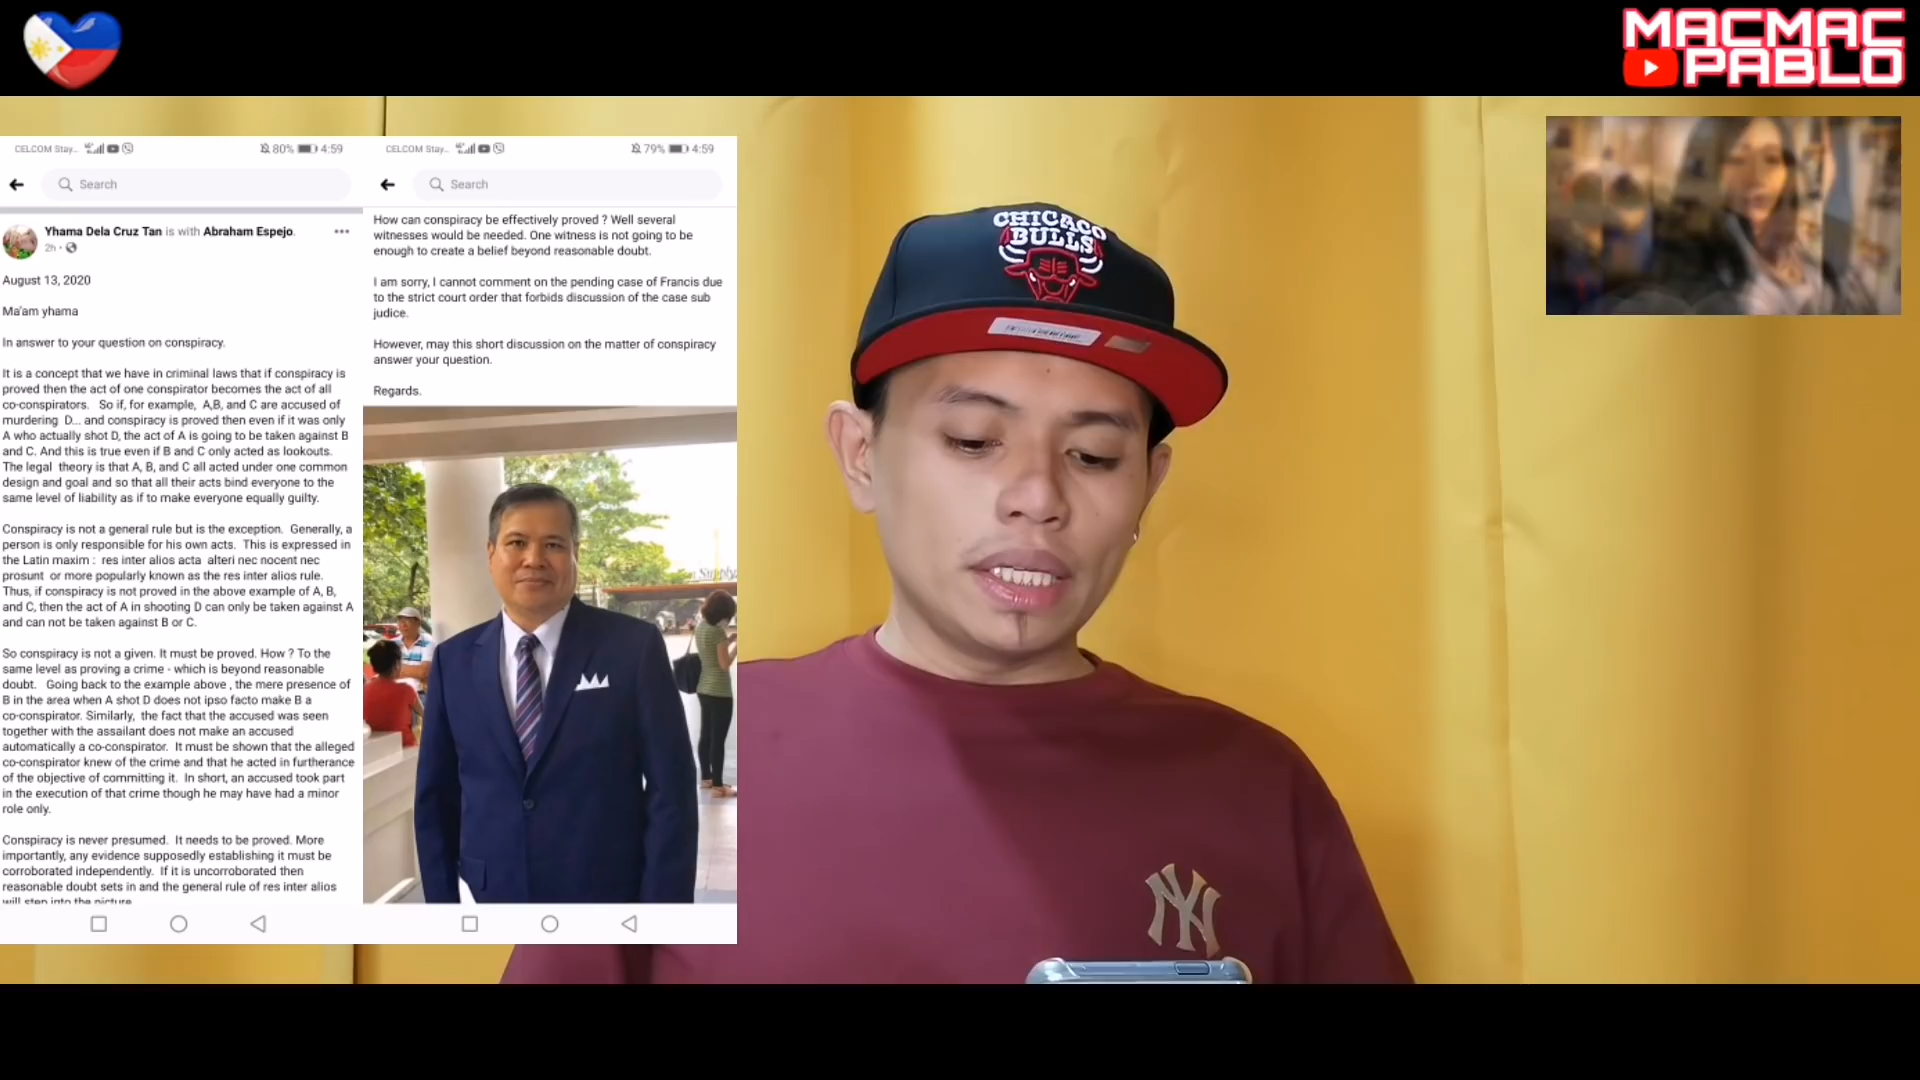 MACMAC
PABLO
CELCOM Stay...
80%
4:59
Search
Yhama Dela Cruz Tan is with Abraham Espejo.
2h
August 13, 2020
Ma'am yhama
In answer to your question on conspiracy.
It is a concept that we have in criminal laws that if conspiracy is
proved then the act of one conspirator becomes the act of all
co-conspirators. So if, for example, A,B, and C are accused of
murdering D... and conspiracy is proved then even if it was only
A who actually shot D, the act of A is going to be taken against B
and C. And this is true even if B and C only acted as lookouts.
The legal theory is that A, B, and C all acted under one common
design and goal and so that all their acts bind everyone to the
same level of liability as if to make everyone equally guilty.
Conspiracy is not a general rule but is the exception. Generally, a
person is only responsible for his own acts. This is expressed in
the Latin maxim : res inter alios acta alteri nec nocent nec
prosunt or more popularly known as the res inter alios rule.
Thus, if conspiracy is not proved in the above example of A, B,
and C, then the act of A in shooting D can only be taken against A
and can not be taken against B or C.
So conspiracy is not a given. It must be proved. How ? To the
same level as proving a crime - which is beyond reasonable
doubt. Going back to the example above , the mere presence of
B in the area when A shot D does not ipso facto make B a
co-conspirator. Similarly, the fact that the accused was seen
together with the assailant does not make an accused
automatically a co-conspirator. It must be shown that the alleged
co-conspirator knew of the crime and that he acted in furtherance
of the objective of committing it. In short, an accused took part
in the execution of that crime though he may have had a minor
role only.
Conspiracy is never presumed. It needs to be proved. More
importantly, any evidence supposedly establishing it must be
corroborated independently. If it is uncorroborated then
reasonable doubt sets in and the general rule of res inter alios
will step into the picture
CELCOM Stay...
79%
4:59
Search
How can conspiracy be effectively proved ? Well several
witnesses would be needed. One witness is not going to be
enough to create a belief beyond reasonable doubt.
I am sorry, I cannot comment on the pending case of Francis due
to the strict court order that forbids discussion of the case sub
judice.
However, may this short discussion on the matter of conspiracy
answer your question.
Regards.
Simply
CHICAGO
BULLS
NY